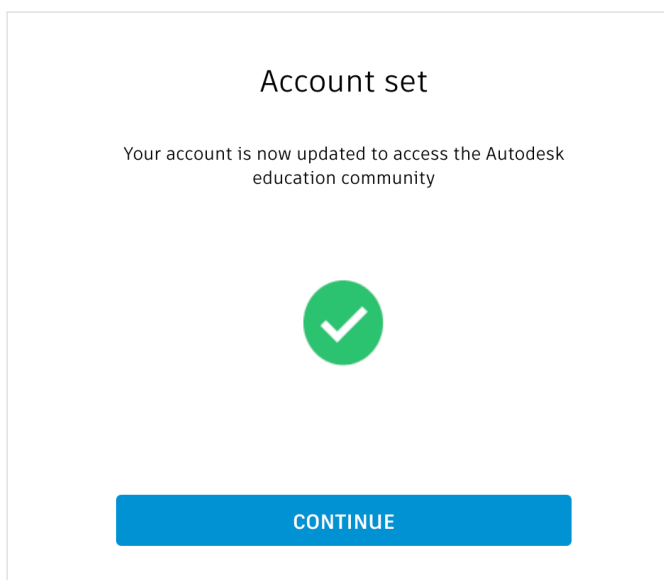 Account set
Your account is now updated to access the Autodesk
education community
CONTINUE